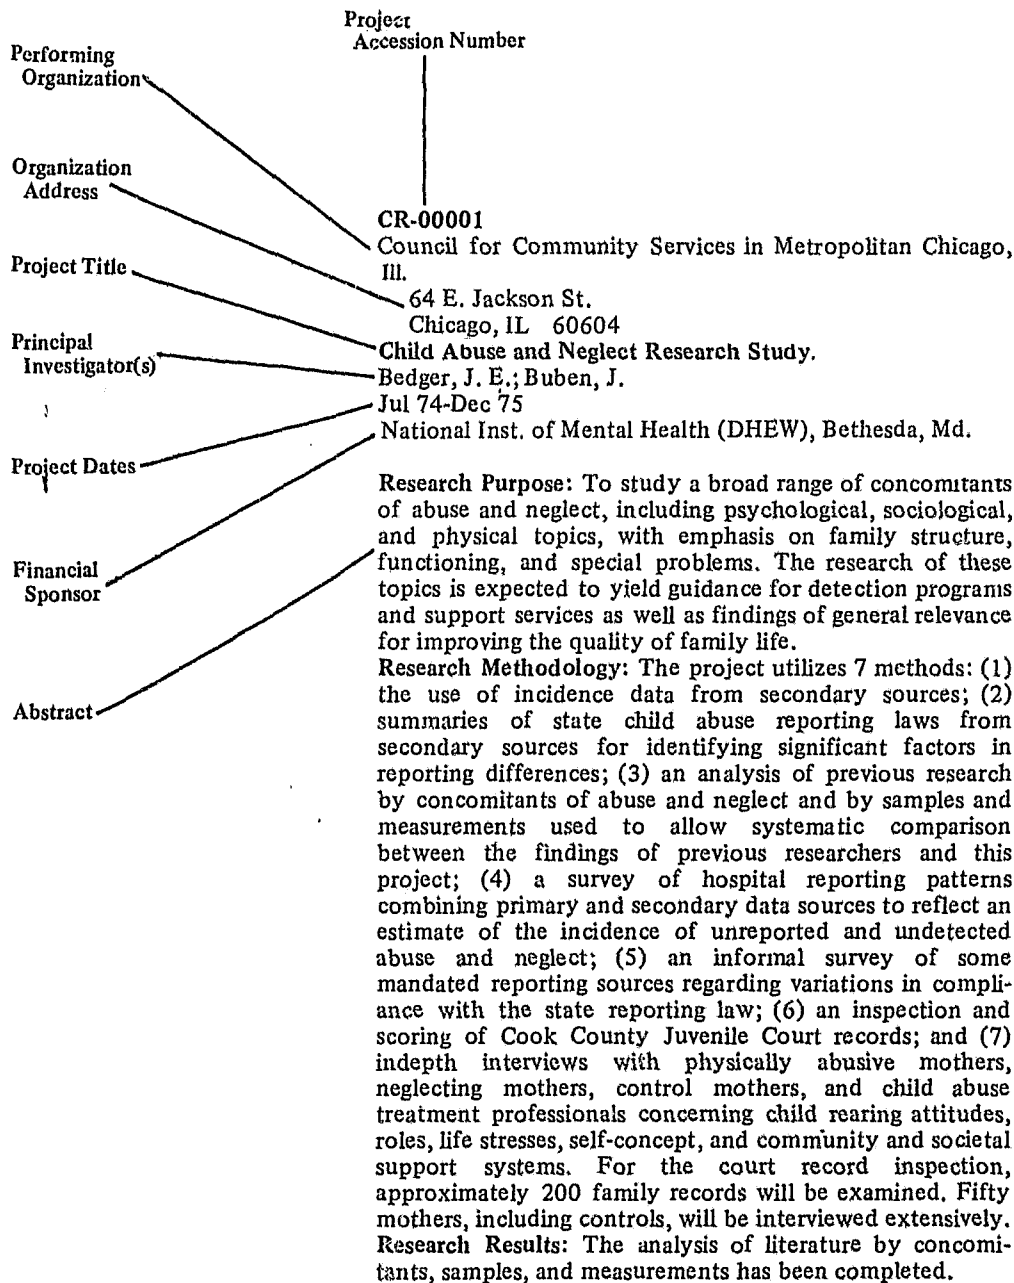 Project
Accession Number
Performing
Organization
Organization
Address
Project Title
Principal
Investigator(s)
Project Dates
Financial
Sponsor
Abstract
CR-00001
Council for Community Services in Metropolitan Chicago,
Ill.
64 E. Jackson St.
Chicago, IL 60604
Child Abuse and Neglect Research Study.
Bedger, J. E.; Buben, J.
Jul 74-Dec 75
National Inst. of Mental Health (DHEW), Bethesda, Md.
Research Purpose: To study a broad range of concomitants
of abuse and neglect, including psychological, sociological,
and physical topics, with emphasis on family structure,
functioning, and special problems. The research of these
topics is expected to yield guidance for detection programs
and support services as well as findings of general relevance
for improving the quality of family life.
Research Methodology: The project utilizes 7 methods: (1)
the use of incidence data from secondary sources; (2)
summaries of state child abuse reporting laws from
secondary sources for identifying significant factors in
reporting differences; (3) an analysis of previous research
by concomitants of abuse and neglect and by samples and
measurements used to allow systematic comparison
between the findings of previous researchers and this
project; (4) a survey of hospital reporting patterns
combining primary and secondary data sources to reflect an
estimate of the incidence of unreported and undetected
abuse and neglect; (5) an informal survey of some
mandated reporting sources regarding variations in compli-
ance with the state reporting law; (6) an inspection and
scoring of Cook County Juvenile Court records; and (7)
indepth interviews with physically abusive mothers,
neglecting mothers, control mothers, and child abuse
treatment professionals concerning child rearing attitudes,
roles, life stresses, self-concept, and community and societal
support systems. For the court record inspection,
approximately 200 family records will be examined. Fifty
mothers, including controls, will be interviewed extensively.
Research Results: The analysis of literature by concomi-
tants, samples, and measurements has been completed.